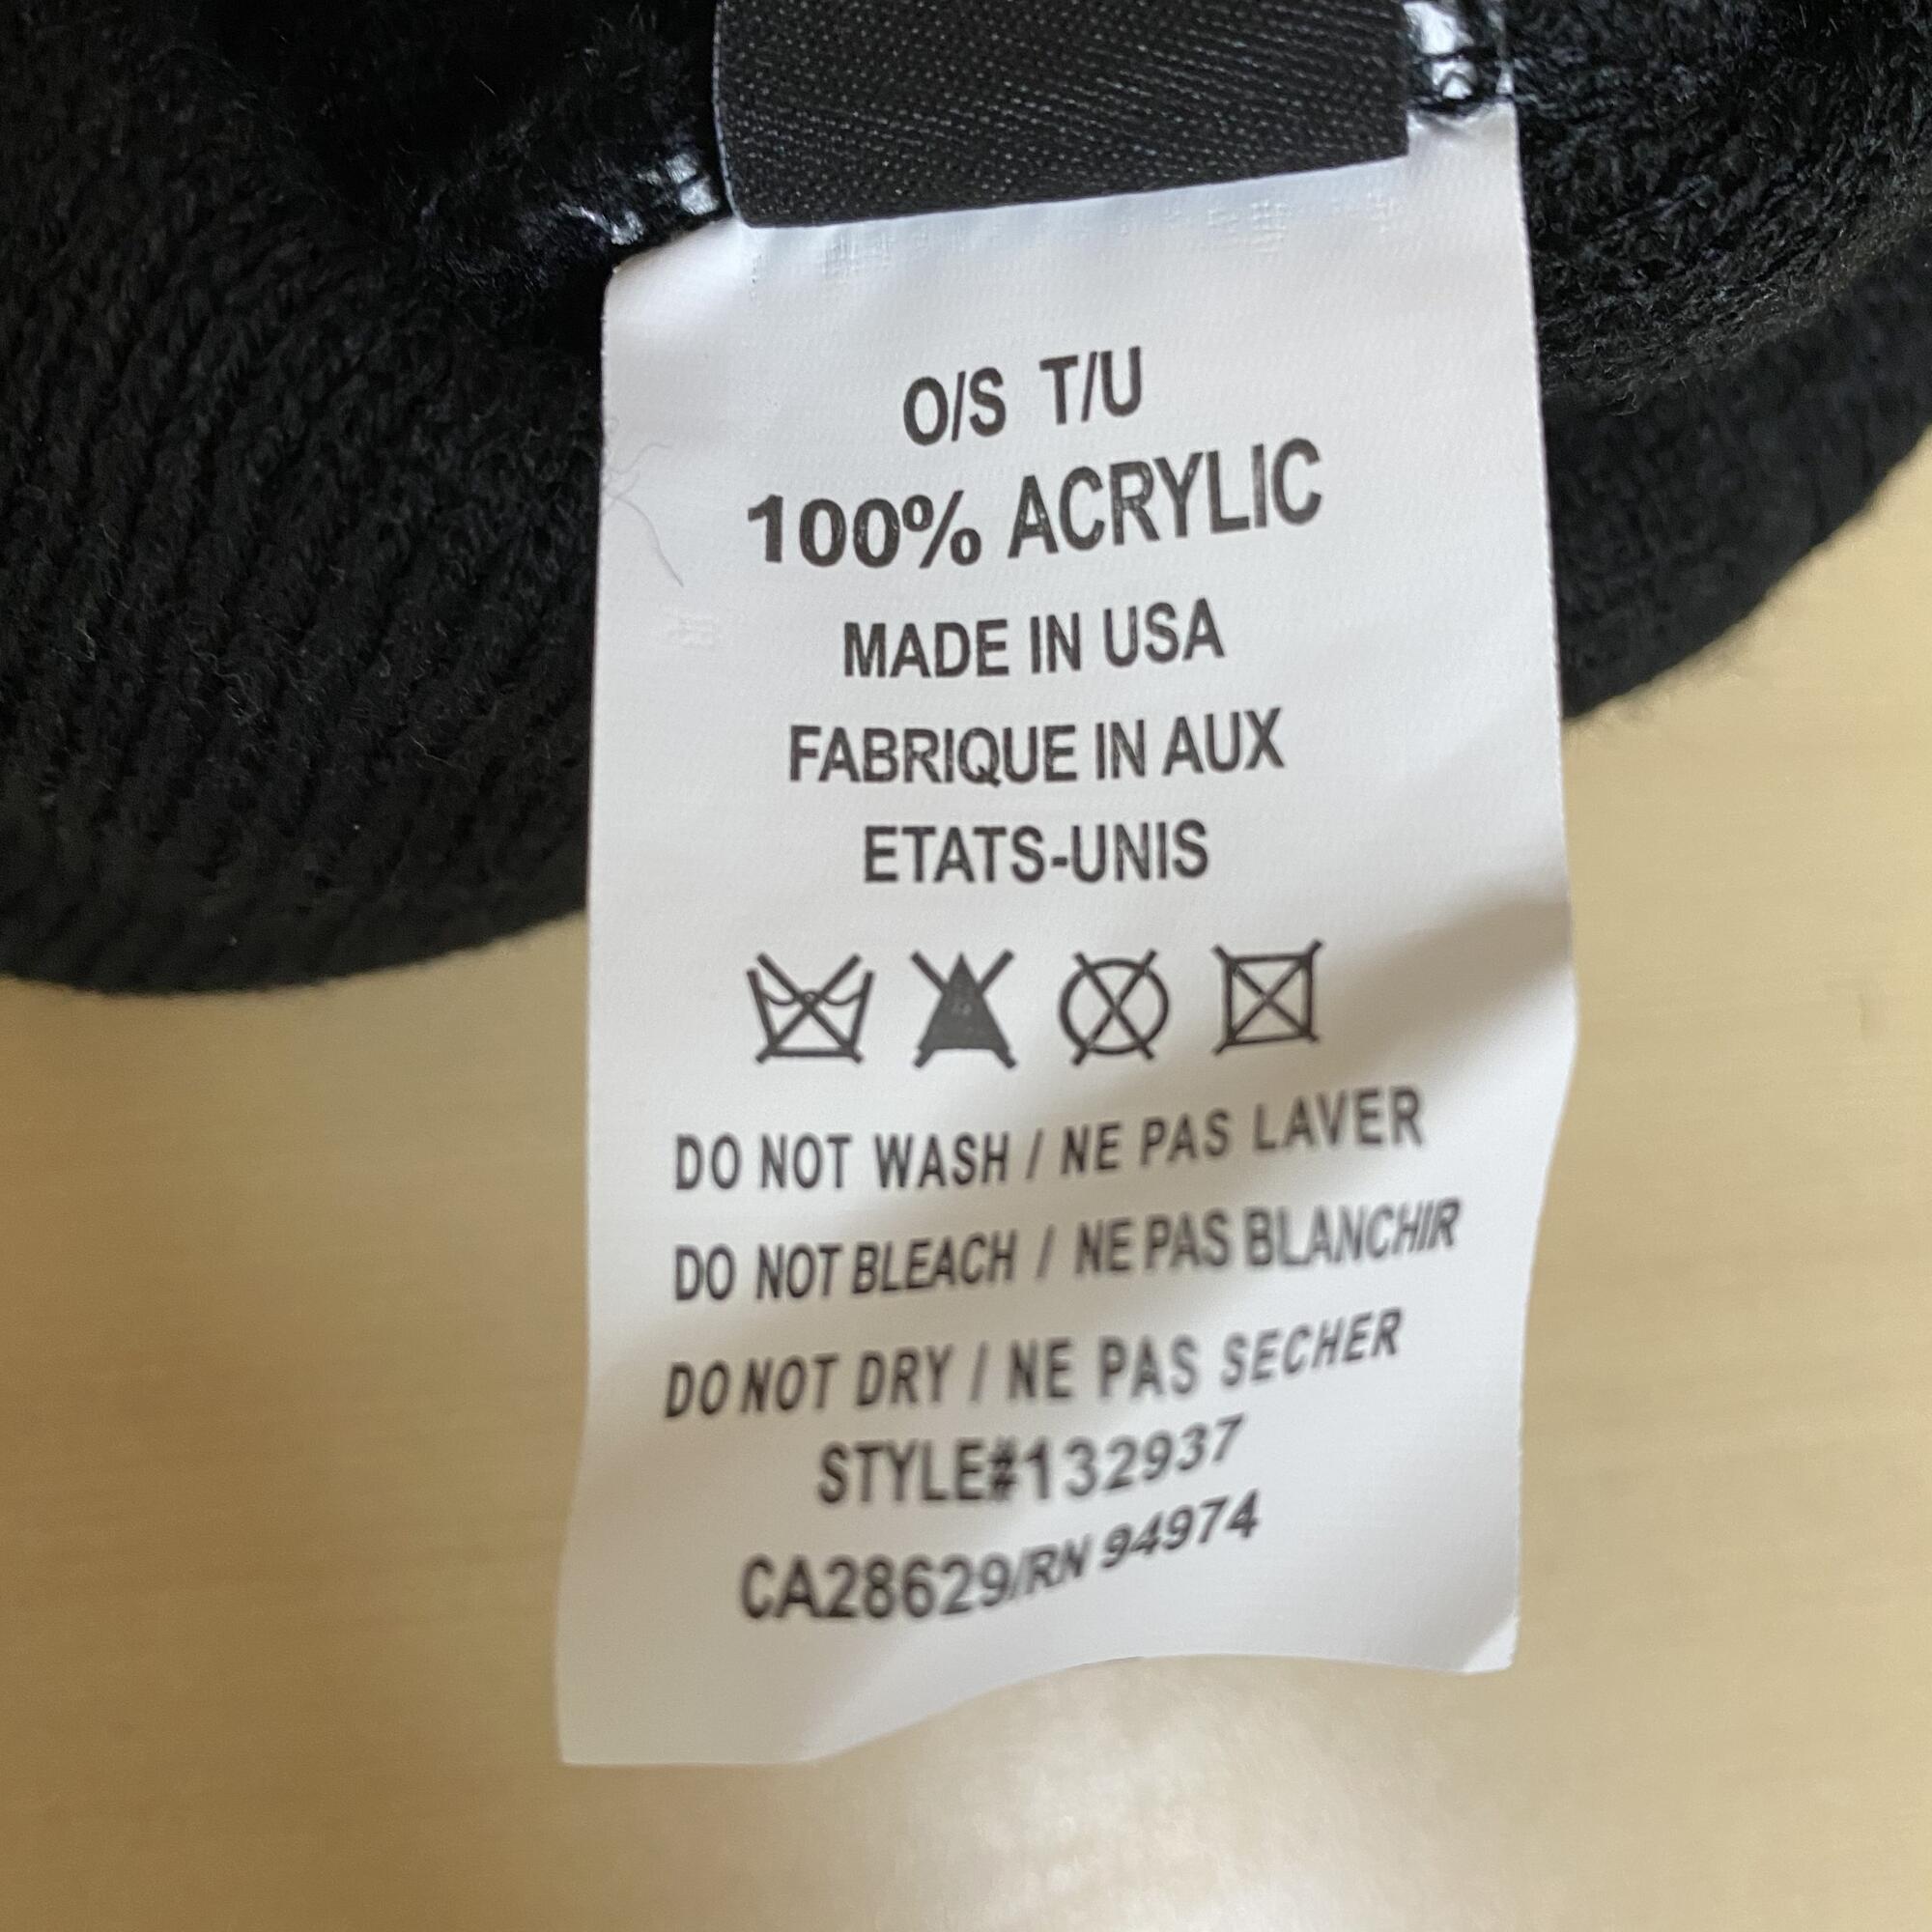 O/S T/U
100% ACRYLIC
MADE IN USA
FABRIQUE IN AUX
ETATS-UNIS
DO NOT WASH / NE PAS LAVER
DO NOT BLEACH / NE PAS BLANCHIR
DO NOT DRY / NE PAS SECHER
STYLE#132937
CA28629/RN 94974